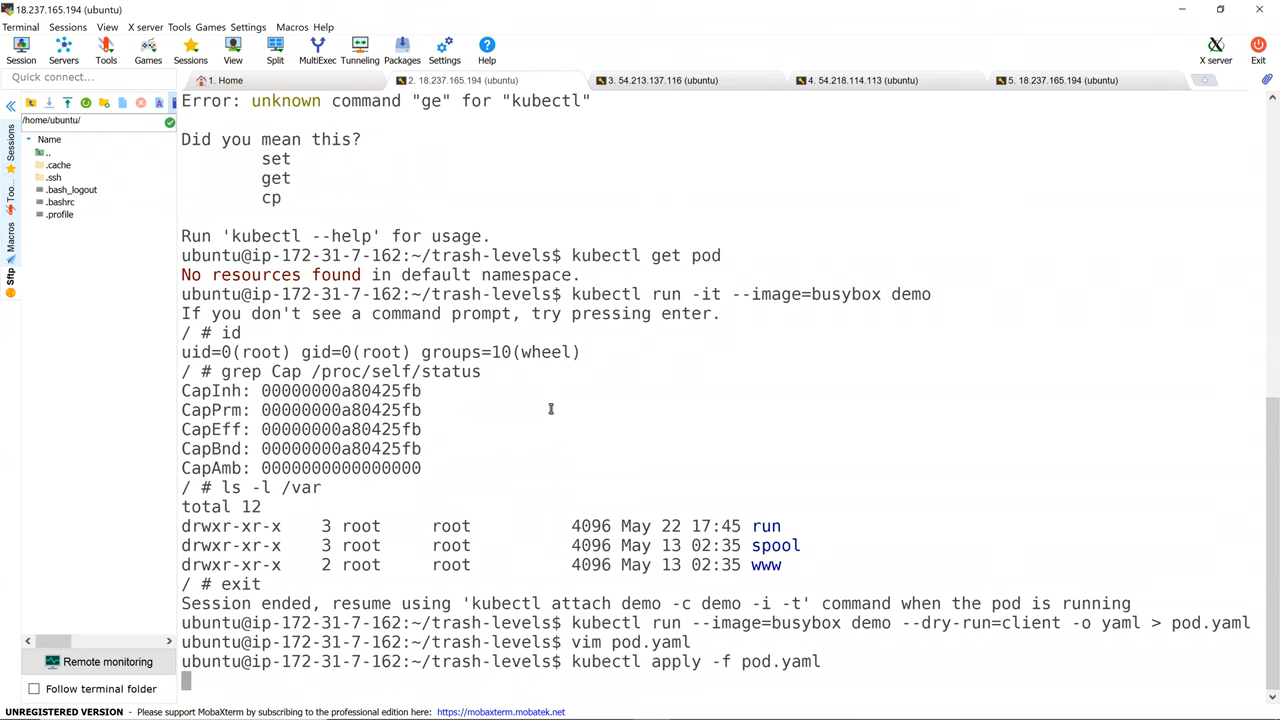 18.237.165.194 (ubuntu)
Terminal Sessions View X server Tools Games Settings Macros Help
Session Servers Tools Games Sessions View Split MultiExec Tunneling Packages Settings Help X server Exit
Quick connect...
1. Home
2. 18.237.165.194 (ubuntu)
3. 54.213.137.116 (ubuntu)
4. 54.218.114.113 (ubuntu)
5. 18.237.165.194 (ubuntu)
/home/ubuntu/
Name
..
.cache
.ssh
.bash_logout
.bashrc
.profile
Sessions
Too...
Macros
Sftp
Error: unknown command "ge" for "kubectl"
Did you mean this?
set
get
cp
Run 'kubectl --help' for usage.
ubuntu@ip-172-31-7-162:~/trash-levels$ kubectl get pod
No resources found in default namespace.
ubuntu@ip-172-31-7-162:~/trash-levels$ kubectl run -it --image=busybox demo
If you don't see a command prompt, try pressing enter.
/ # id
uid=0(root) gid=0(root) groups=10(wheel)
/ # grep Cap /proc/self/status
CapInh: 00000000a80425fb
CapPrm: 00000000a80425fb
CapEff: 00000000a80425fb
CapBnd: 00000000a80425fb
CapAmb: 0000000000000000
/ # ls -l /var
total 12
drwxr-xr-x 3 root root 4096 May 22 17:45 run
drwxr-xr-x 3 root root 4096 May 13 02:35 spool
drwxr-xr-x 2 root root 4096 May 13 02:35 www
/ # exit
Session ended, resume using 'kubectl attach demo -c demo -i -t' command when the pod is running
ubuntu@ip-172-31-7-162:~/trash-levels$ kubectl run --image=busybox demo --dry-run=client -o yaml > pod.yaml
ubuntu@ip-172-31-7-162:~/trash-levels$ vim pod.yaml
ubuntu@ip-172-31-7-162:~/trash-levels$ kubectl apply -f pod.yaml
Remote monitoring
Follow terminal folder
UNREGISTERED VERSION - Please support MobaXterm by subscribing to the professional edition here: https://mobaxterm.mobatek.net